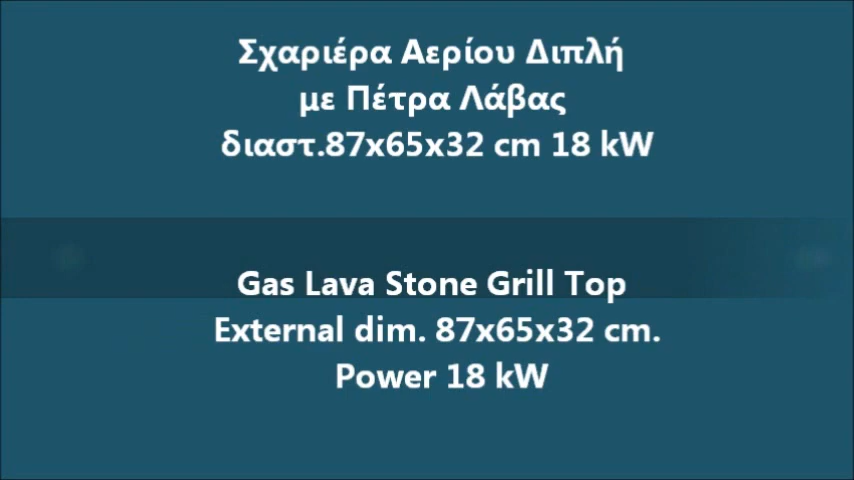 Σχαριέρα Αερίου Διπλή
με Πέτρα Λάβας
διαστ.87x65x32 cm 18 kW
Gas Lava Stone Grill Top
External dim. 87x65x32 cm.
Power 18 kW